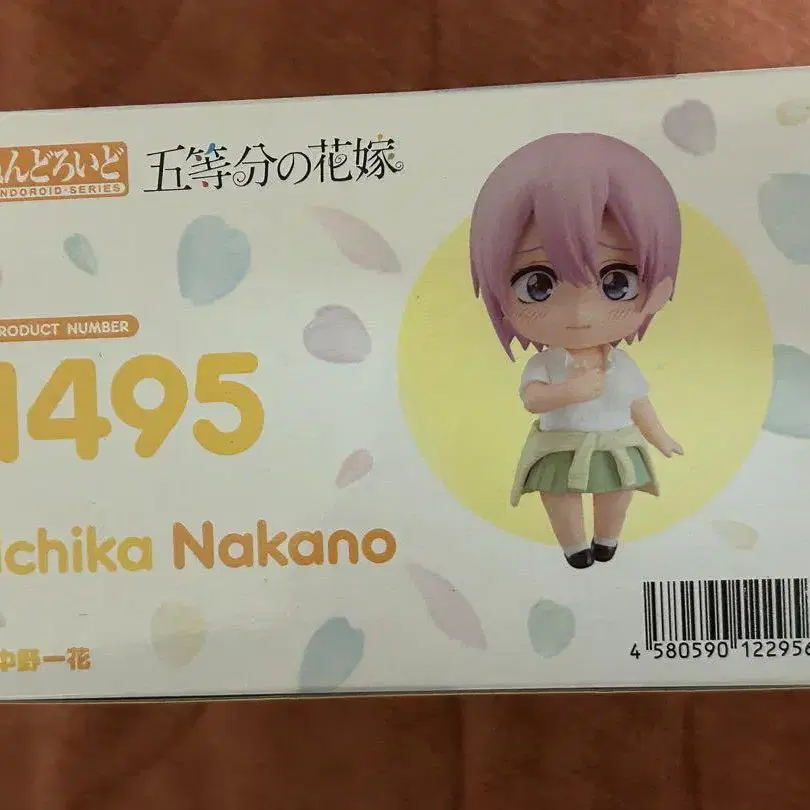 んどろいど
NDOROID·SERIES
五等分の花嫁
RODUCT NUMBER
1495
ichika Nakano
中野一花
4 580590 122956